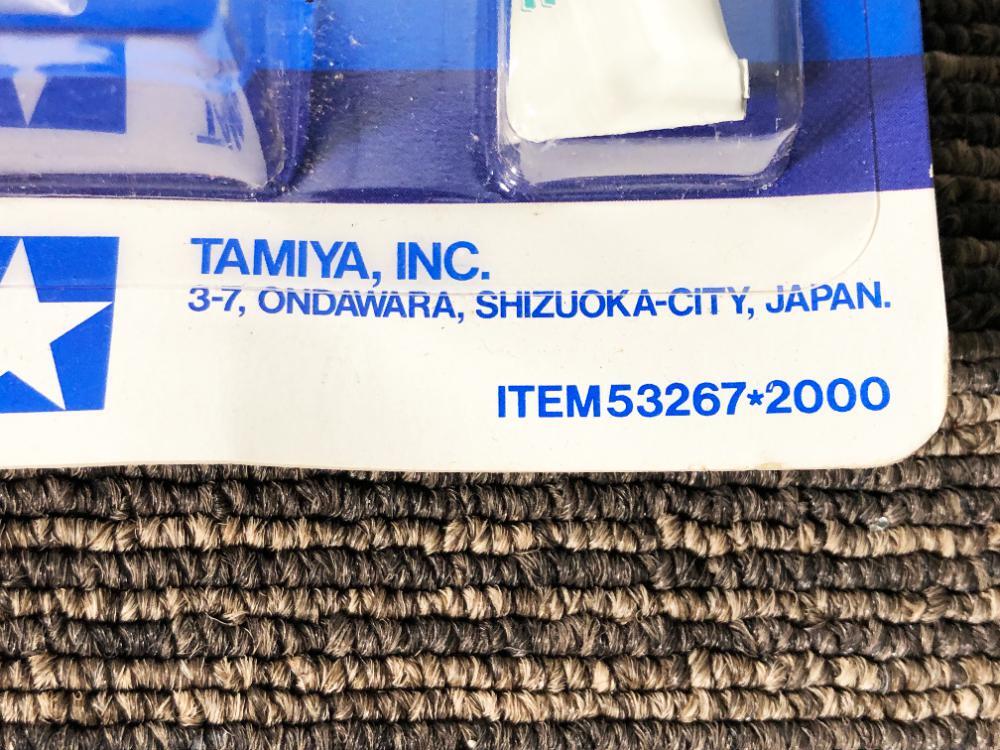 TAMIYA, INC.
3-7, ONDAWARA, SHIZUOKA-CITY, JAPAN.
ITEM53267*2000